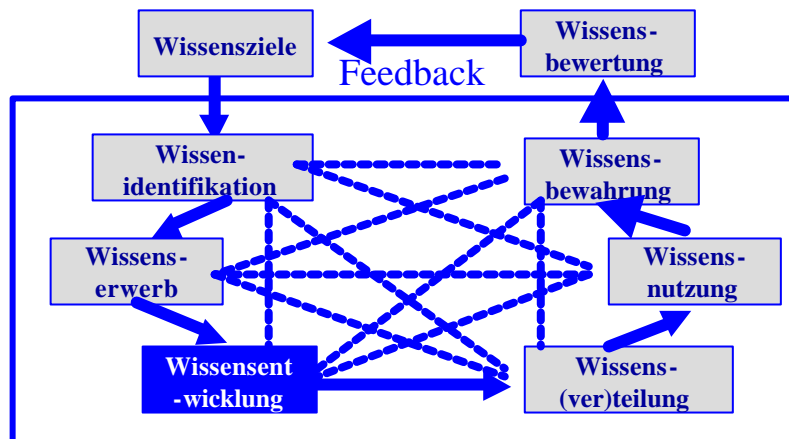 Wissensziele
Wissens-
bewertung
Feedback
Wissen-
identifikation
Wissens-
bewahrung
Wissens-
erwerb
Wissens-
nutzung
Wissensent
-wicklung
Wissens-
(ver)teilung